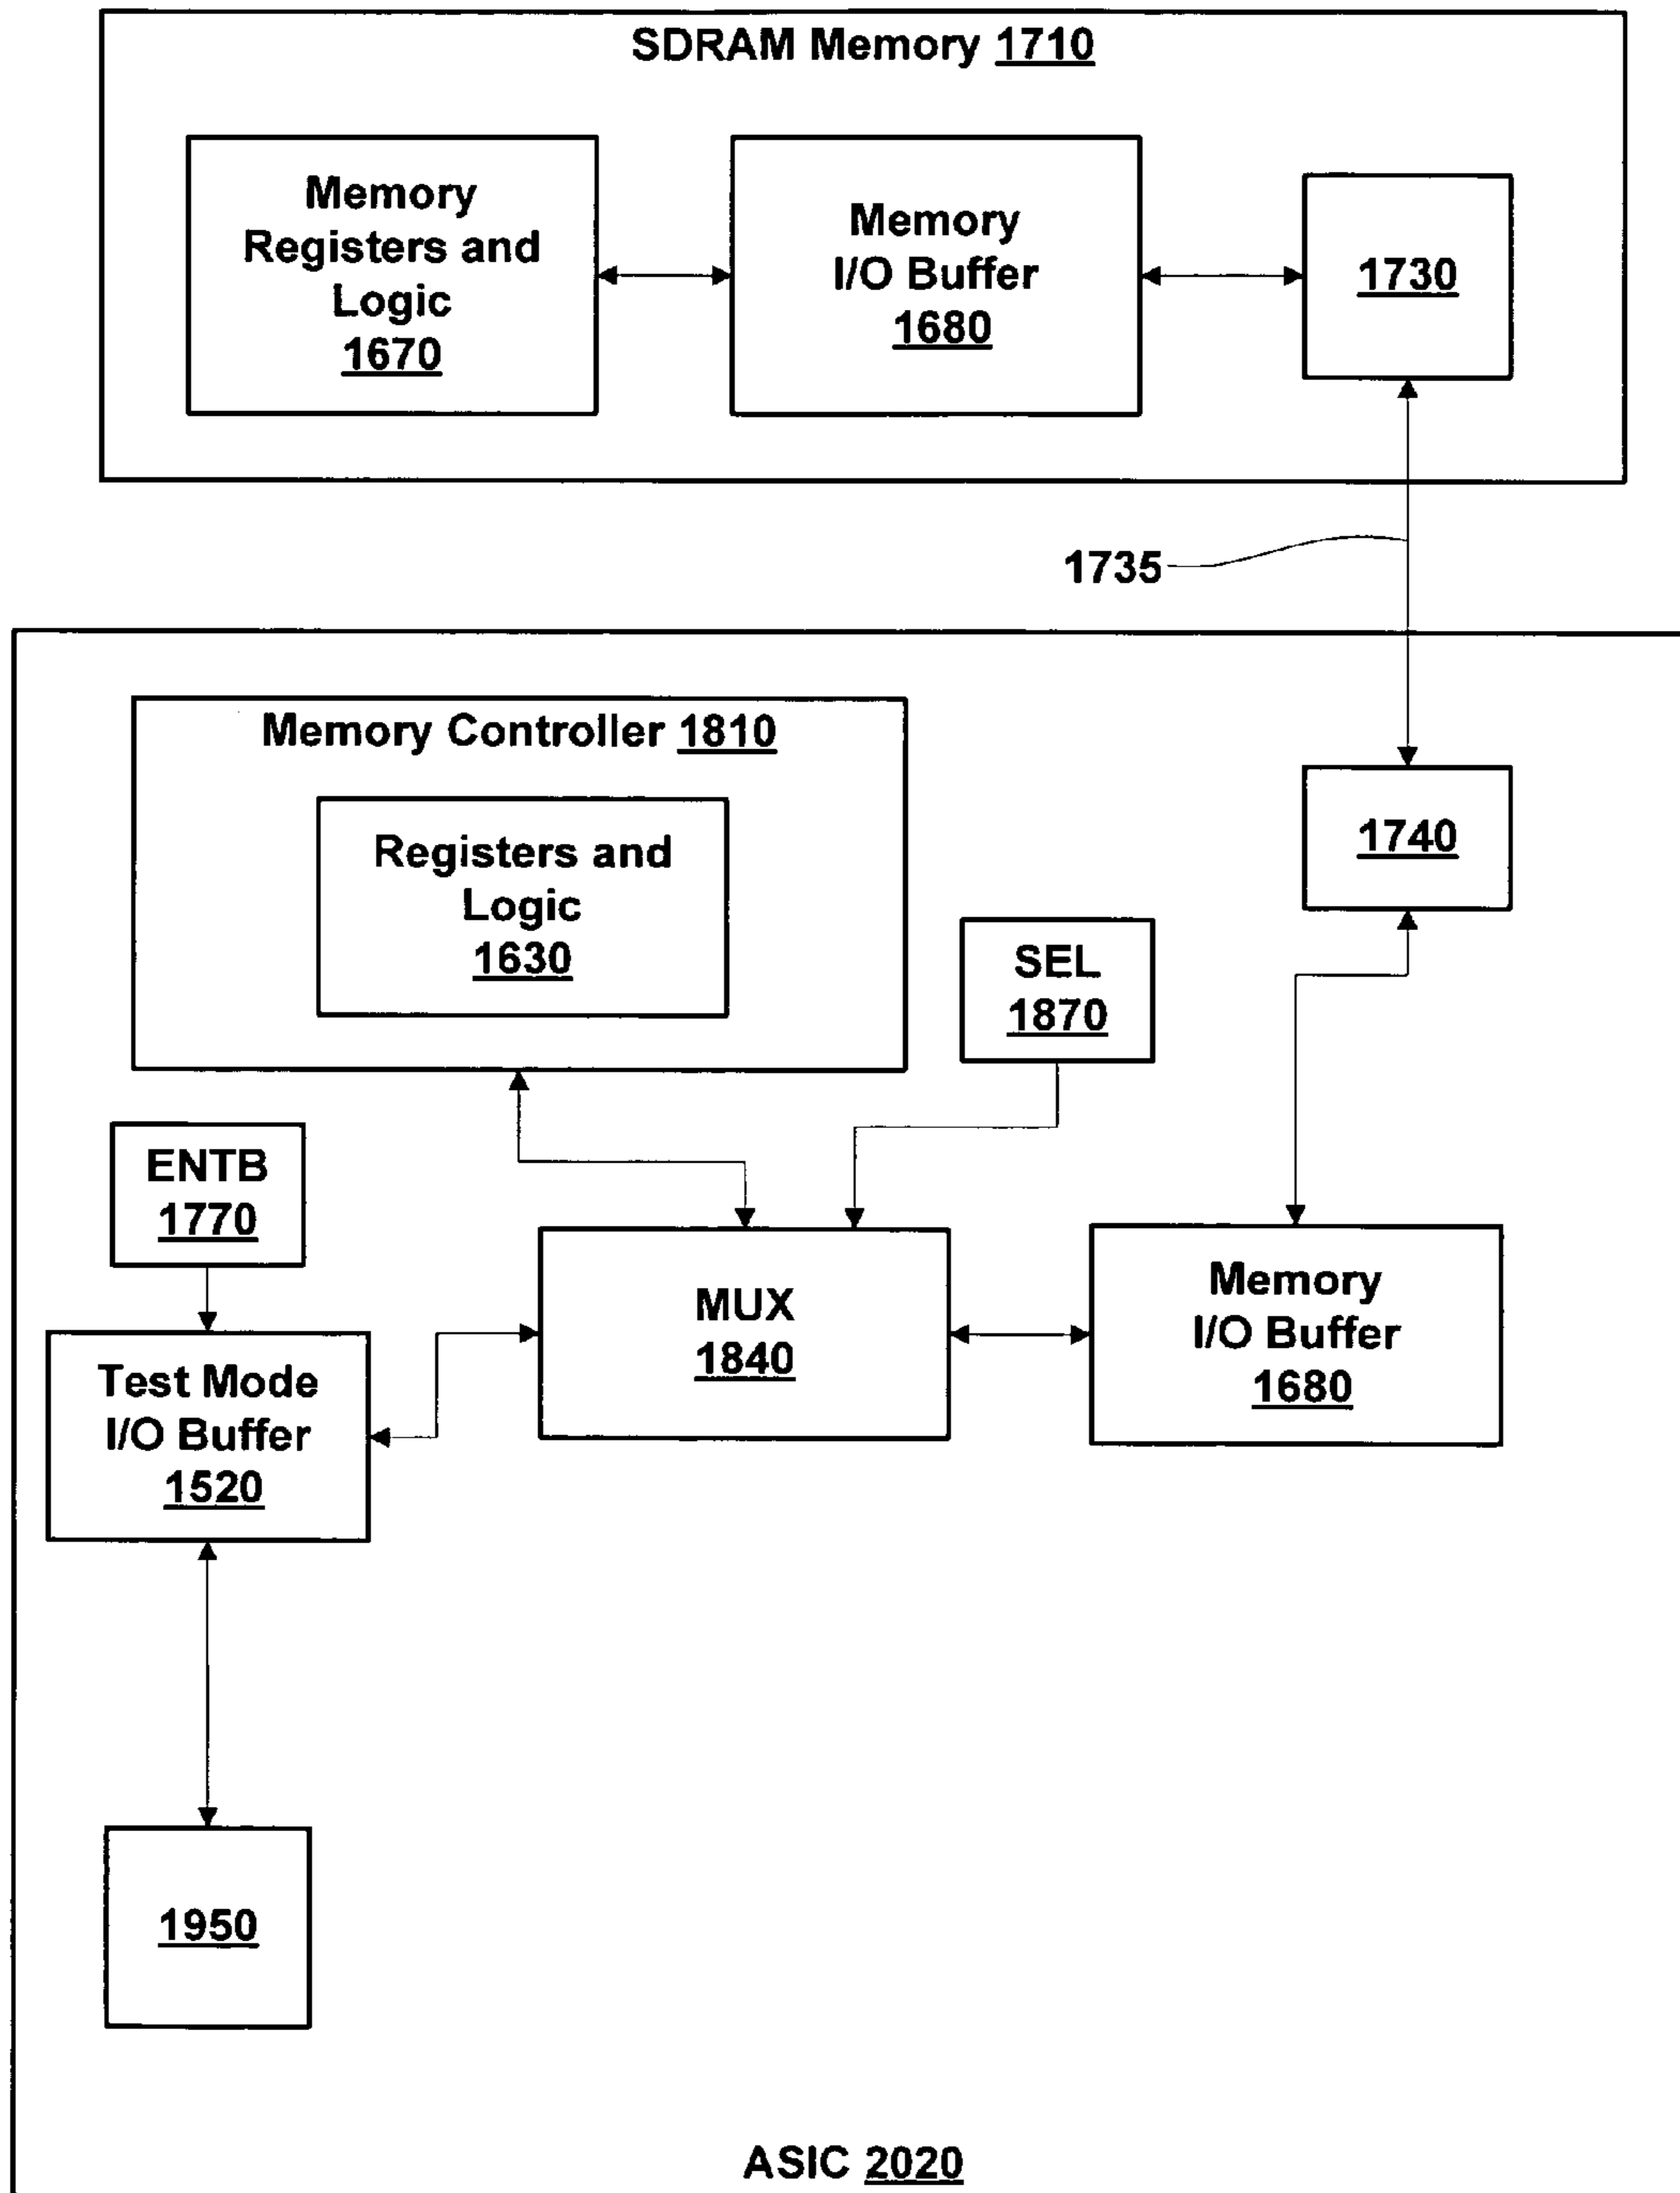 SDRAM Memory 1710
Memory
Registers and
Logic
1670
Memory
I/O Buffer
1680
1730
1735
Memory Controller 1810
Registers and
Logic
1630
1740
SEL
1870
ENTB
1770
MUX
1840
Memory
I/O Buffer
1680
Test Mode
I/O Buffer
1520
1950
ASIC 2020